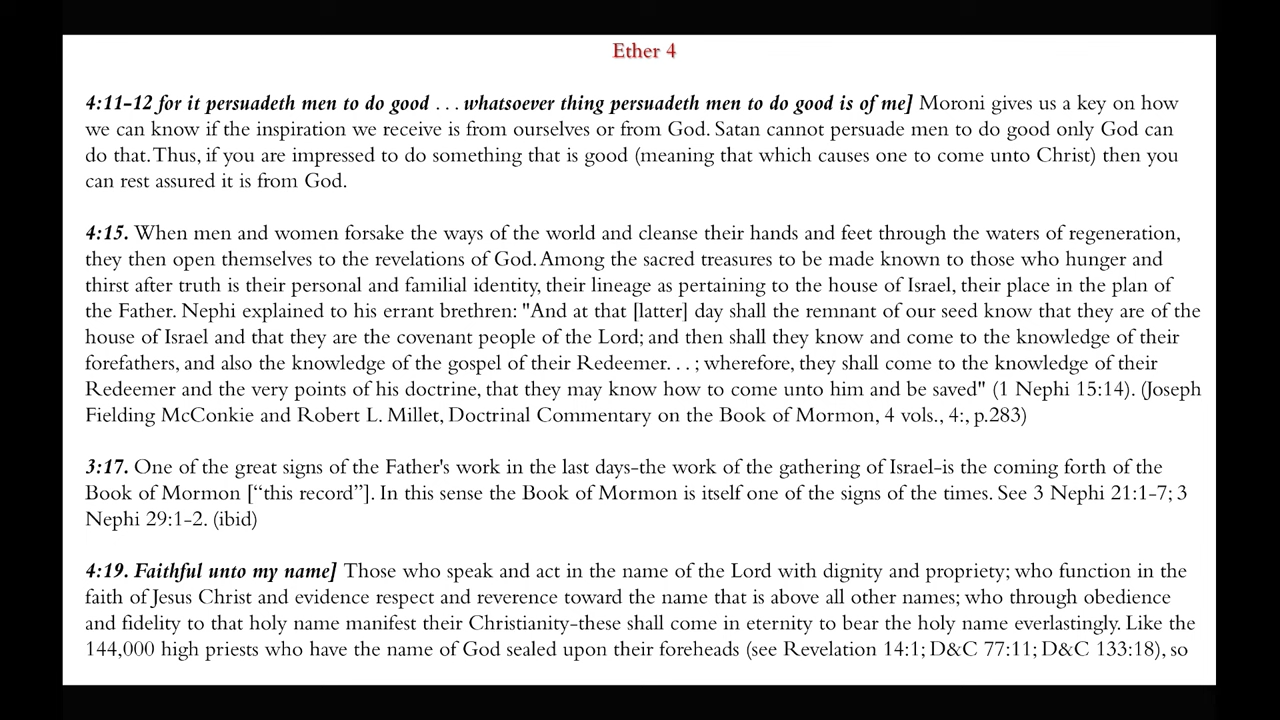 Ether 4
4:11-12 for it persuadeth men to do good . . . whatsoever thing persuadeth men to do good is of me] Moroni gives us a key on how
we can know if the inspiration we receive is from ourselves or from God. Satan cannot persuade men to do good only God can
do that. Thus, if you are impressed to do something that is good (meaning that which causes one to come unto Christ) then you
can rest assured it is from God.
4:15. When men and women forsake the ways of the world and cleanse their hands and feet through the waters of regeneration,
they then open themselves to the revelations of God. Among the sacred treasures to be made known to those who hunger and
thirst after truth is their personal and familial identity, their lineage as pertaining to the house of Israel, their place in the plan of
the Father. Nephi explained to his errant brethren: "And at that [latter] day shall the remnant of our seed know that they are of the
house of Israel and that they are the covenant people of the Lord; and then shall they know and come to the knowledge of their
forefathers, and also the knowledge of the gospel of their Redeemer. . . ; wherefore, they shall come to the knowledge of their
Redeemer and the very points of his doctrine, that they may know how to come unto him and be saved" (1 Nephi 15:14). (Joseph
Fielding McConkie and Robert L. Millet, Doctrinal Commentary on the Book of Mormon, 4 vols., 4:, p.283)
3:17. One of the great signs of the Father's work in the last days-the work of the gathering of Israel-is the coming forth of the
Book of Mormon [“this record”]. In this sense the Book of Mormon is itself one of the signs of the times. See 3 Nephi 21:1-7; 3
Nephi 29:1-2. (ibid)
4:19. Faithful unto my name] Those who speak and act in the name of the Lord with dignity and propriety; who function in the
faith of Jesus Christ and evidence respect and reverence toward the name that is above all other names; who through obedience
and fidelity to that holy name manifest their Christianity-these shall come in eternity to bear the holy name everlastingly. Like the
144,000 high priests who have the name of God sealed upon their foreheads (see Revelation 14:1; D&C 77:11; D&C 133:18), so